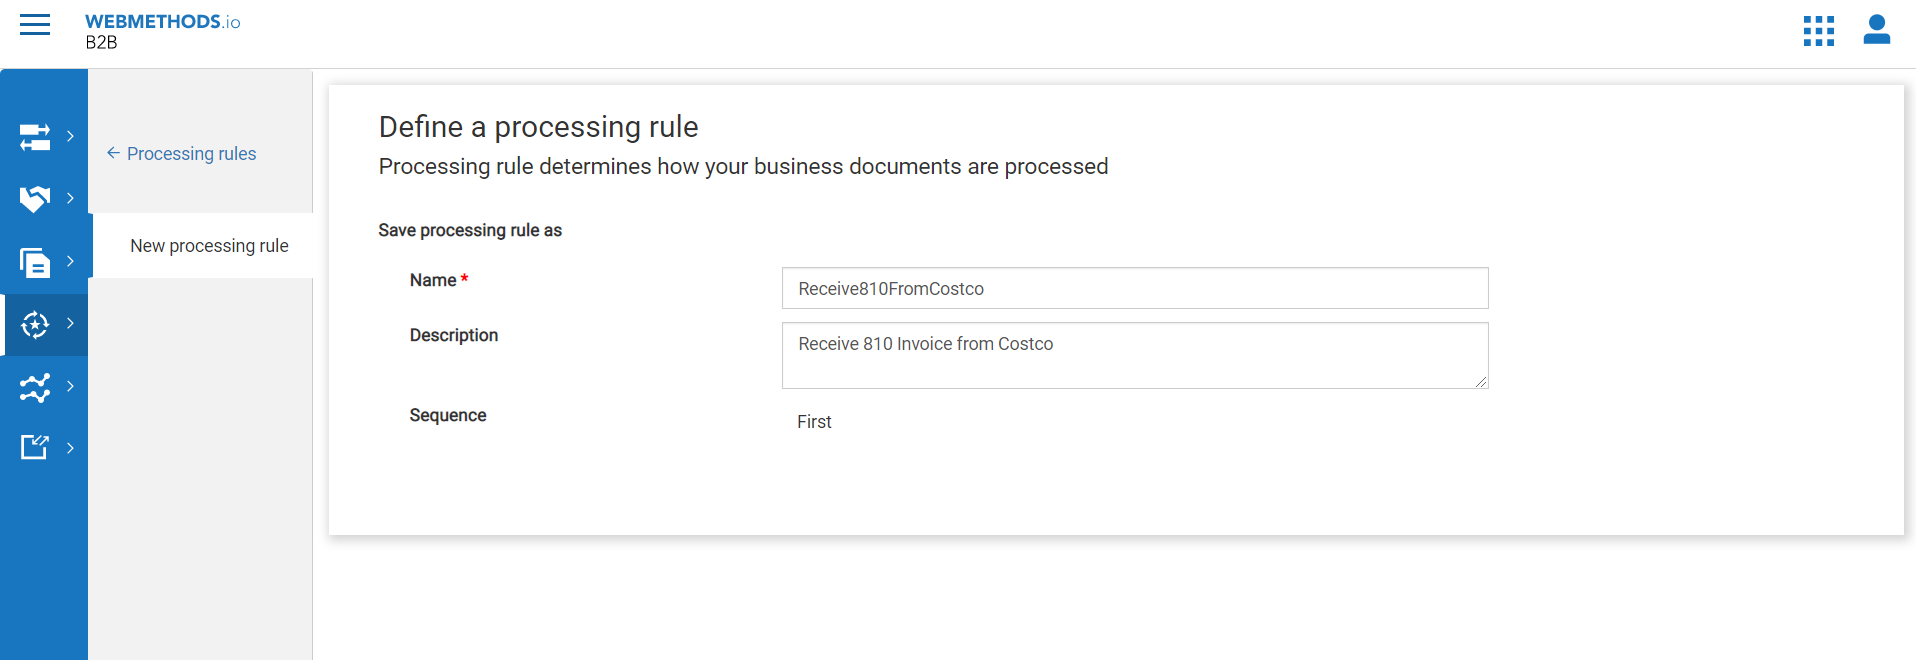 WEBMETHODS.io
B2B
← Processing rules
New processing rule
Define a processing rule
Processing rule determines how your business documents are processed
Save processing rule as
Name *
Receive810FromCostco
Description
Receive 810 Invoice from Costco
Sequence
First